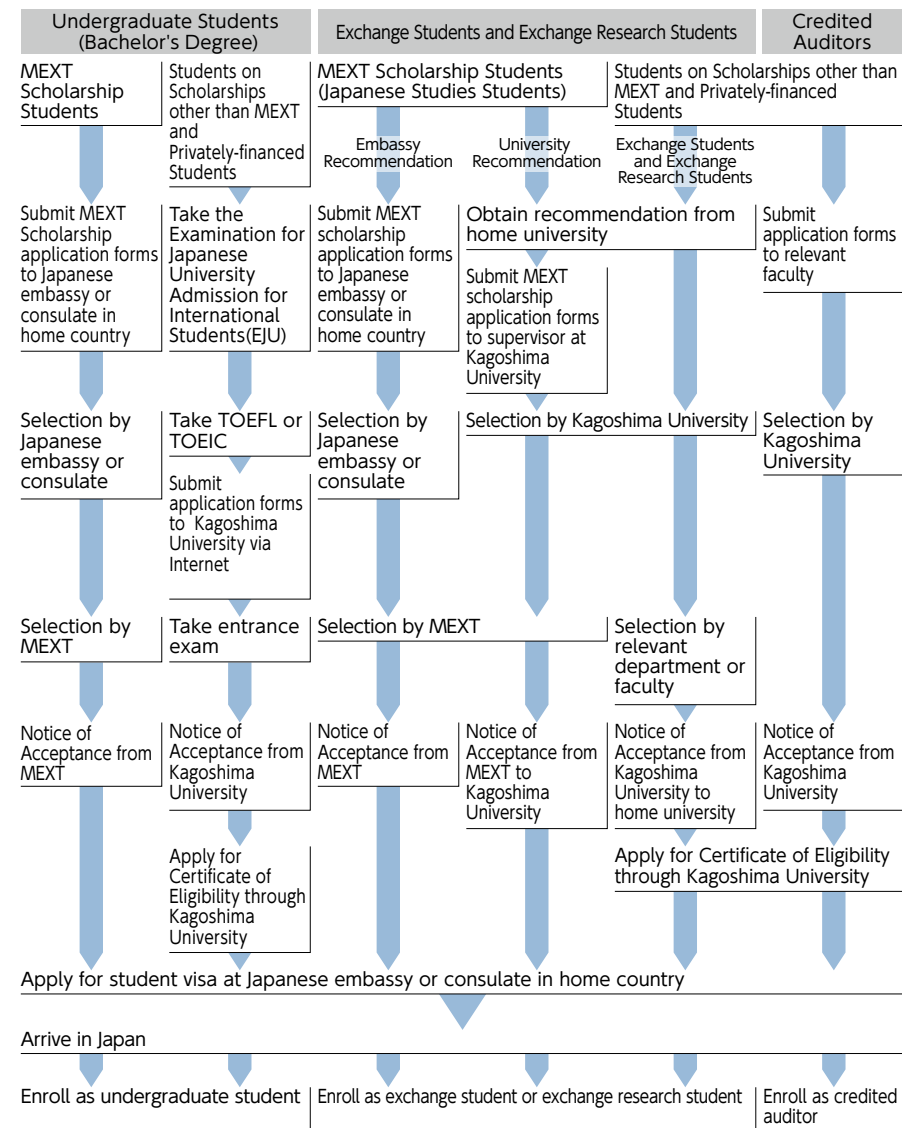 Undergraduate Students
(Bachelor's Degree)
Exchange Students and Exchange Research Students
Credited
Auditors
MEXT
Scholarship
Students
Students on
Scholarships
other than MEXT
and
Privately-financed
Students
MEXT Scholarship Students
(Japanese Studies Students)
Students on Scholarships other than
MEXT and Privately-financed
Students
Embassy
Recommendation
University
Recommendation
Exchange Students
and Exchange
Research Students
Submit MEXT
Scholarship
application forms
to Japanese
embassy or
consulate in
home country
Take the
Examination for
Japanese
University
Admission for
International
Students(EJU)
Submit MEXT
scholarship
application forms
to Japanese
embassy or
consulate in
home country
Obtain recommendation from
home university
Submit MEXT
scholarship
application forms
to supervisor at
Kagoshima
University
Submit
application forms
to relevant
faculty
Selection by
Japanese
embassy or
consulate
Take TOEFL or
TOEIC
Submit
application forms
to Kagoshima
University via
Internet
Selection by
Japanese
embassy or
consulate
Selection by Kagoshima University
Selection by
Kagoshima
University
Selection by
MEXT
Take entrance
exam
Selection by MEXT
Selection by
relevant
department or
faculty
Notice of
Acceptance from
MEXT
Notice of
Acceptance from
Kagoshima
University
Notice of
Acceptance from
MEXT
Notice of
Acceptance from
MEXT to
Kagoshima
University
Notice of
Acceptance from
Kagoshima
University to
home university
Notice of
Acceptance from
Kagoshima
University
Apply for
Certificate of
Eligibility through
Kagoshima
University
Apply for Certificate of Eligibility
through Kagoshima University
Apply for student visa at Japanese embassy or consulate in home country
Arrive in Japan
Enroll as undergraduate student
Enroll as exchange student or exchange research student
Enroll as credited
auditor